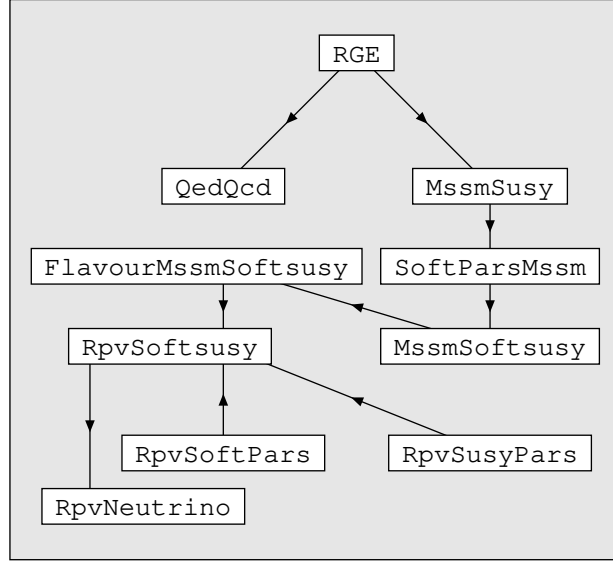 RGE
QedQcd
MssmSusy
FlavourMssmSoftsusy
SoftParsMssm
RpvSoftsusy
MssmSoftsusy
RpvSoftPars
RpvSusyPars
RpvNeutrino